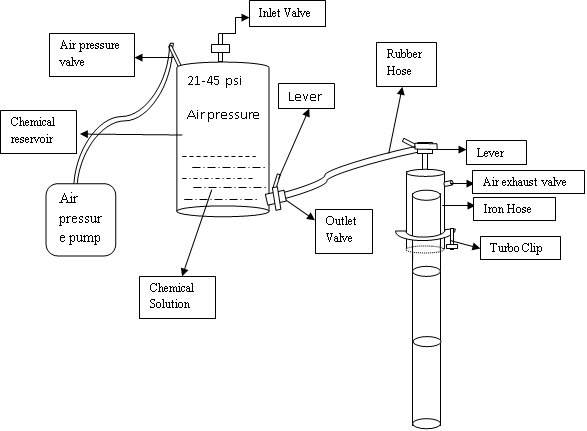 Inlet Valve
Air pressure
valve
Rubber
Hose
21-45 psi
Lever
Chemical
reservoir
Air pressure
Lever
Air exhaust valve
Air
pressur
e pump
Iron Hose
Outlet
Valve
Turbo Clip
Chemical
Solution